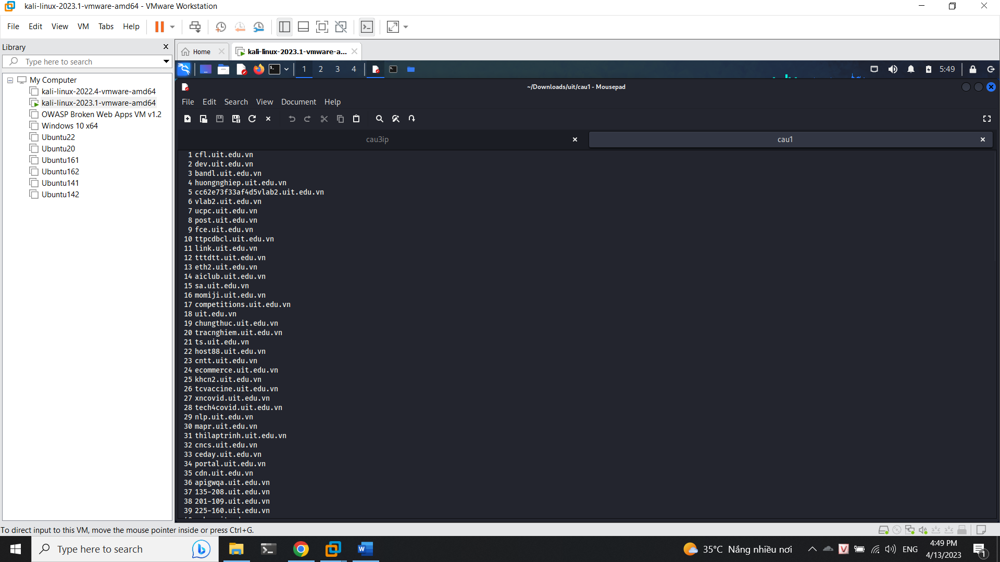 kali-linux-2023.1-vmware-amd64 - VMware Workstation
File Edit View VM Tabs Help
Library
Type here to search
My Computer
kali-linux-2022.4-vmware-amd64
kali-linux-2023.1-vmware-amd64
OWASP Broken Web Apps VM v1.2
Windows 10 x64
Ubuntu22
Ubuntu20
Ubuntu161
Ubuntu162
Ubuntu141
Ubuntu142
Home kali-linux-2023.1-vmware-a...
1 2 3 4 5:49
~/Downloads/uit/cau1 - Mousepad
File Edit Search View Document Help
cau3ip cau1
1 cfl.uit.edu.vn
2 dev.uit.edu.vn
3 bandl.uit.edu.vn
4 huongnghiep.uit.edu.vn
5 cc62e73f33af4d5vlab2.uit.edu.vn
6 vlab2.uit.edu.vn
7 ucpc.uit.edu.vn
8 post.uit.edu.vn
9 fce.uit.edu.vn
10 ttpcdbcl.uit.edu.vn
11 link.uit.edu.vn
12 tttdtt.uit.edu.vn
13 eth2.uit.edu.vn
14 aiclub.uit.edu.vn
15 sa.uit.edu.vn
16 momiji.uit.edu.vn
17 competitions.uit.edu.vn
18 uit.edu.vn
19 chungthuc.uit.edu.vn
20 tracnghiem.uit.edu.vn
21 ts.uit.edu.vn
22 host88.uit.edu.vn
23 cntt.uit.edu.vn
24 ecommerce.uit.edu.vn
25 khcn2.uit.edu.vn
26 tcvaccine.uit.edu.vn
27 xncovid.uit.edu.vn
28 tech4covid.uit.edu.vn
29 nlp.uit.edu.vn
30 mapr.uit.edu.vn
31 thilaptrinh.uit.edu.vn
32 cncs.uit.edu.vn
33 ceday.uit.edu.vn
34 portal.uit.edu.vn
35 cdn.uit.edu.vn
36 apigwqa.uit.edu.vn
37 135-208.uit.edu.vn
38 201-109.uit.edu.vn
39 225-160.uit.edu.vn
To direct input to this VM, move the mouse pointer inside or press Ctrl+G.
Type here to search
35°C Nắng nhiều nơi
ENG
4:49 PM
4/13/2023
1